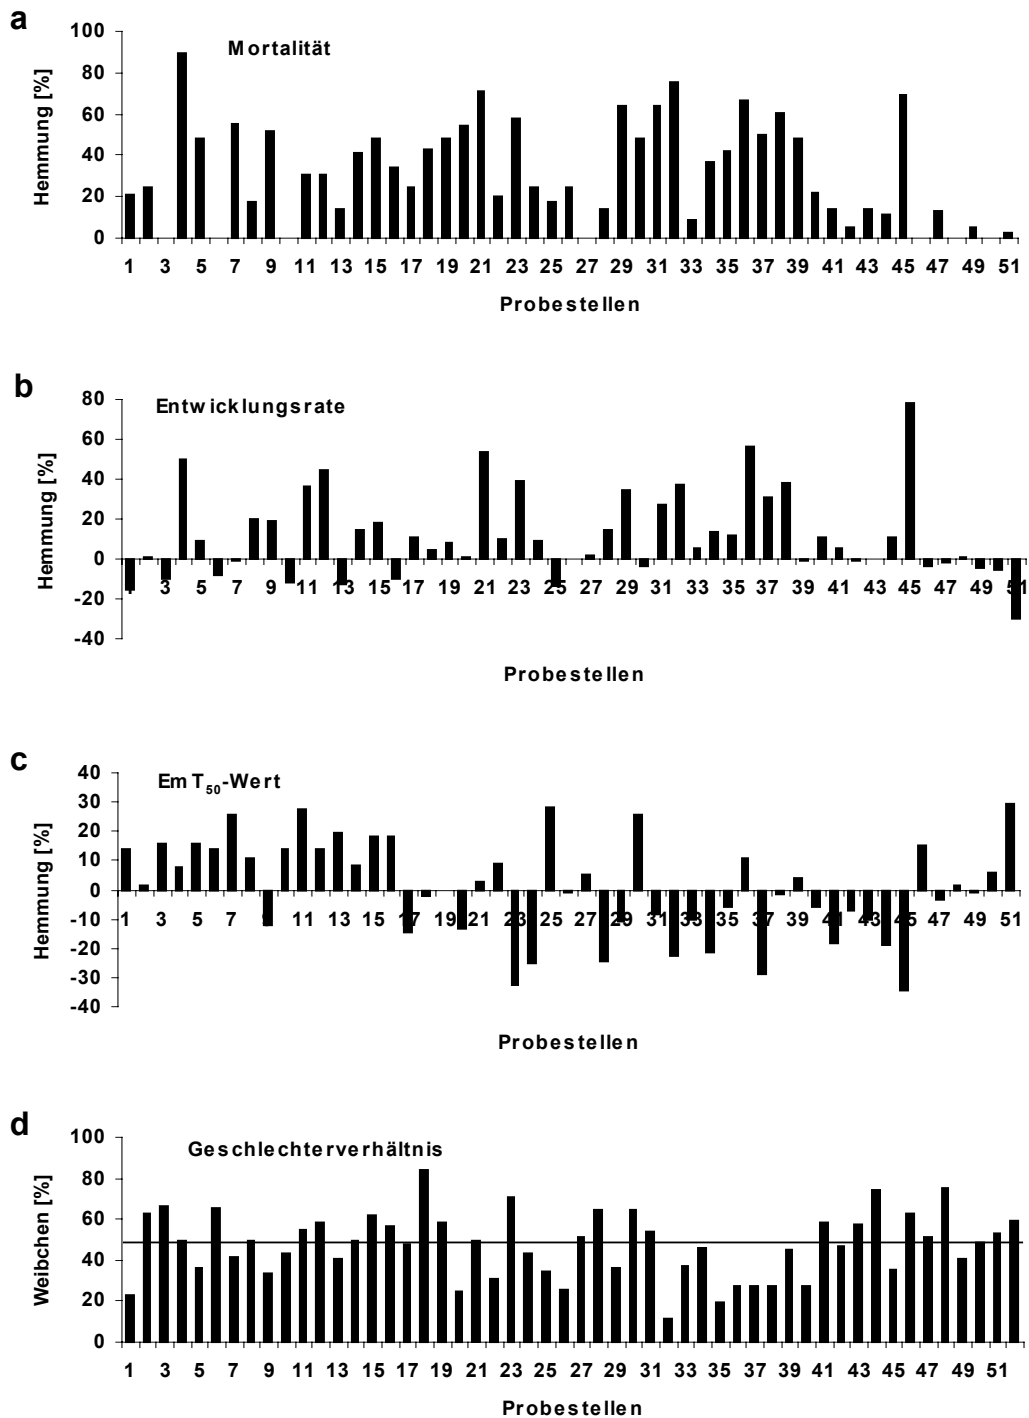 a
Mortalität
Hemmung [%]
100
80
60
40
20
0
1 3 5 7 9 11 13 15 17 19 21 23 25 27 29 31 33 35 37 39 41 43 45 47 49 51
Probestellen
b
Entwicklungsrate
Hemmung [%]
80
60
40
20
0
-20
-40
1 3 5 7 9 11 13 15 17 19 21 23 25 27 29 31 33 35 37 39 41 43 45 47 49 51
Probestellen
c
EmT50-Wert
Hemmung [%]
40
30
20
10
0
-10
-20
-30
-40
1 3 5 7 9 11 13 15 17 19 21 23 25 27 29 31 33 35 37 39 41 43 45 47 49 51
Probestellen
d
Geschlechterverhältnis
Weibchen [%]
100
80
60
40
20
0
1 3 5 7 9 11 13 15 17 19 21 23 25 27 29 31 33 35 37 39 41 43 45 47 49 51
Probestellen